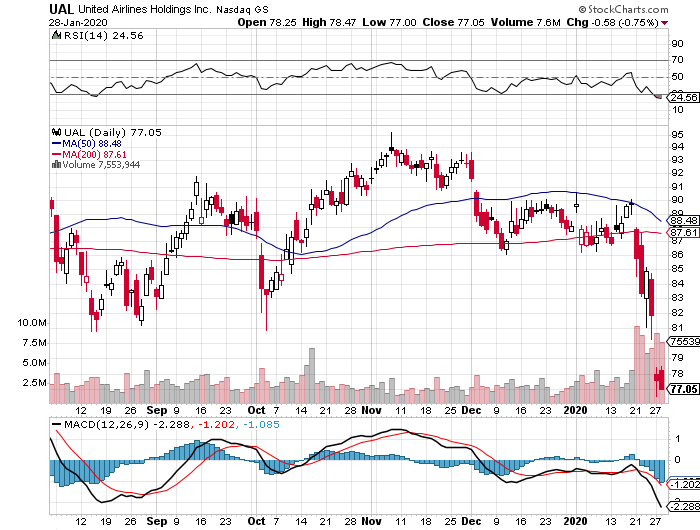 UAL United Airlines Holdings Inc. Nasdaq GS © StockCharts.com
28-Jan-2020 Open 78.25 High 78.47 Low 77.00 Close 77.05 Volume 7.6M Chg -0.58 (-0.75%)
RSI(14) 24.56
90
70
50
30
10
24.56
UAL (Daily) 77.05
MA(50) 88.48
MA(200) 87.61
Volume 7,553,944
95
94
93
92
91
90
89
88.48
87.61
87
86
85
84
83
82
81
10.0M
7.5M
5.0M
2.5M
75539
79
78
77.05
12 19 26 Sep 9 16 23 Oct 7 14 21 28 Nov 11 18 25 Dec 9 16 23 2020 13 21 27
MACD(12,26,9) -2.288, -1.202, -1.085
1
0
-1.202
-2.288
12 19 26 Sep 9 16 23 Oct 7 14 21 28 Nov 11 18 25 Dec 9 16 23 2020 13 21 27